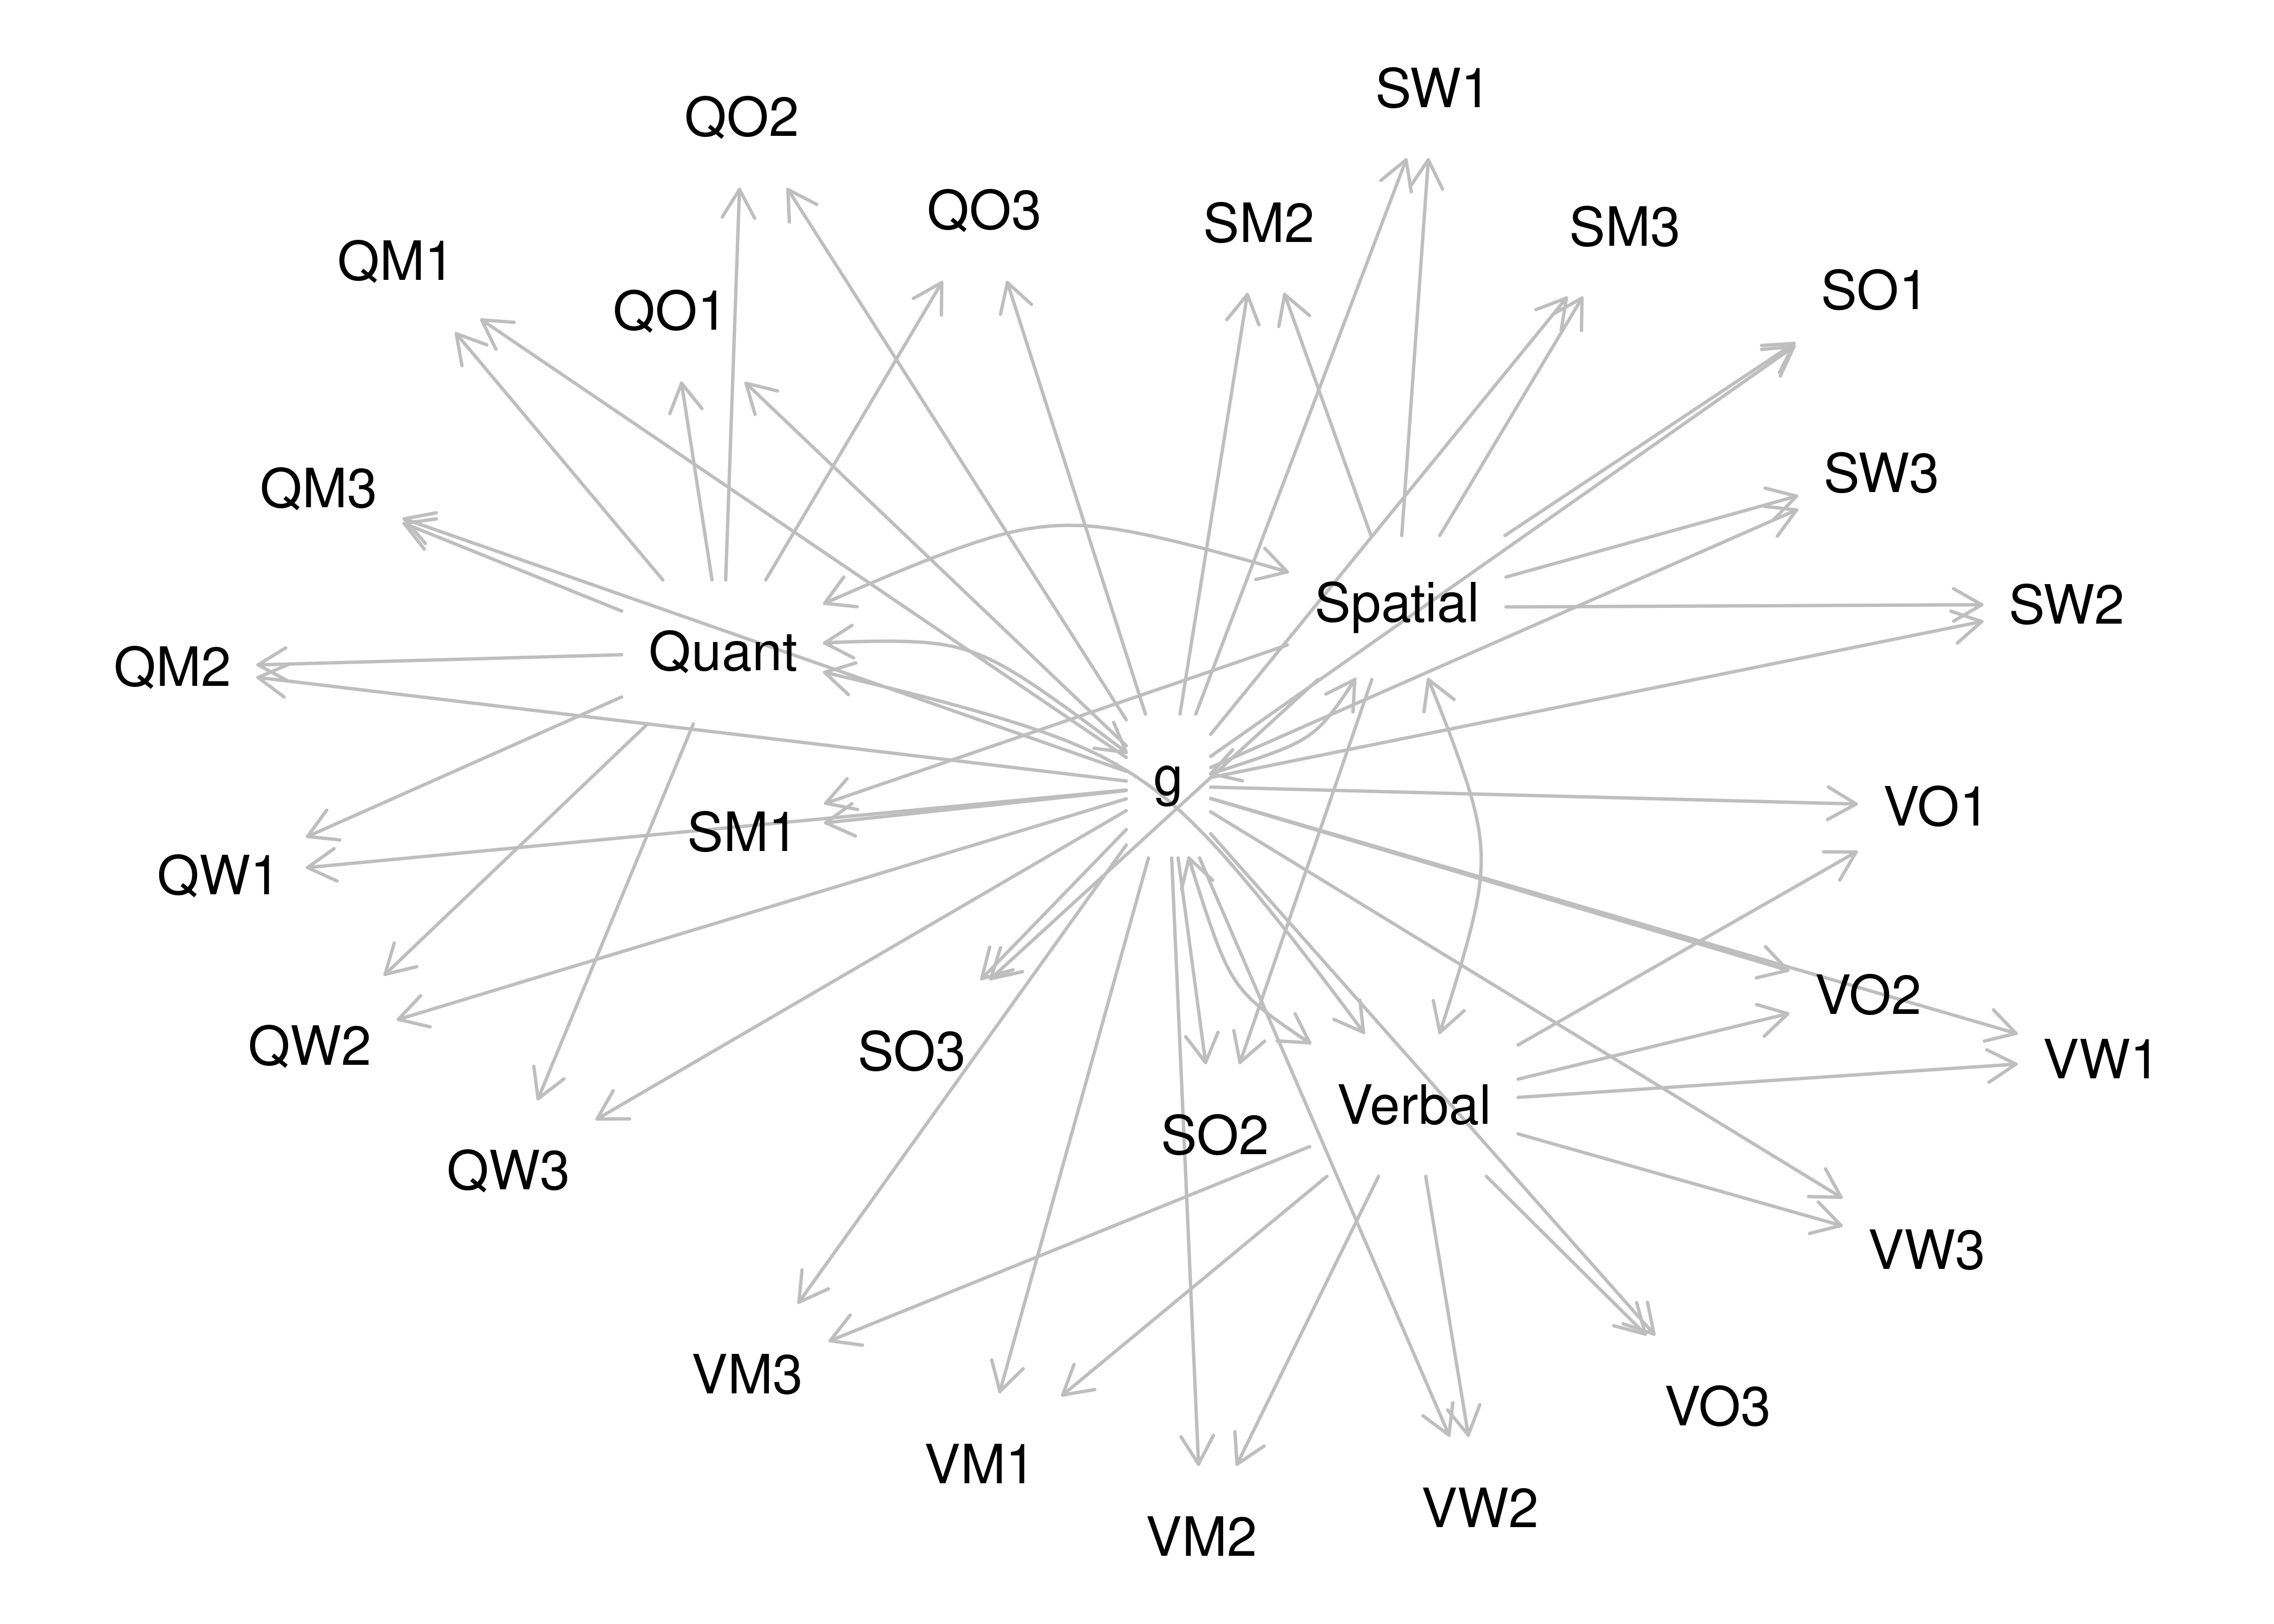 SW1
QO2
QO3
SM2
SM3
QM1
SO1
QO1
SW3
QM3
Spatial
SW2
Quant
QM2
g
VO1
SM1
QW1
VO2
QW2
SO3
VW1
Verbal
SO2
QW3
VW3
VM3
VO3
VM1
VW2
VM2